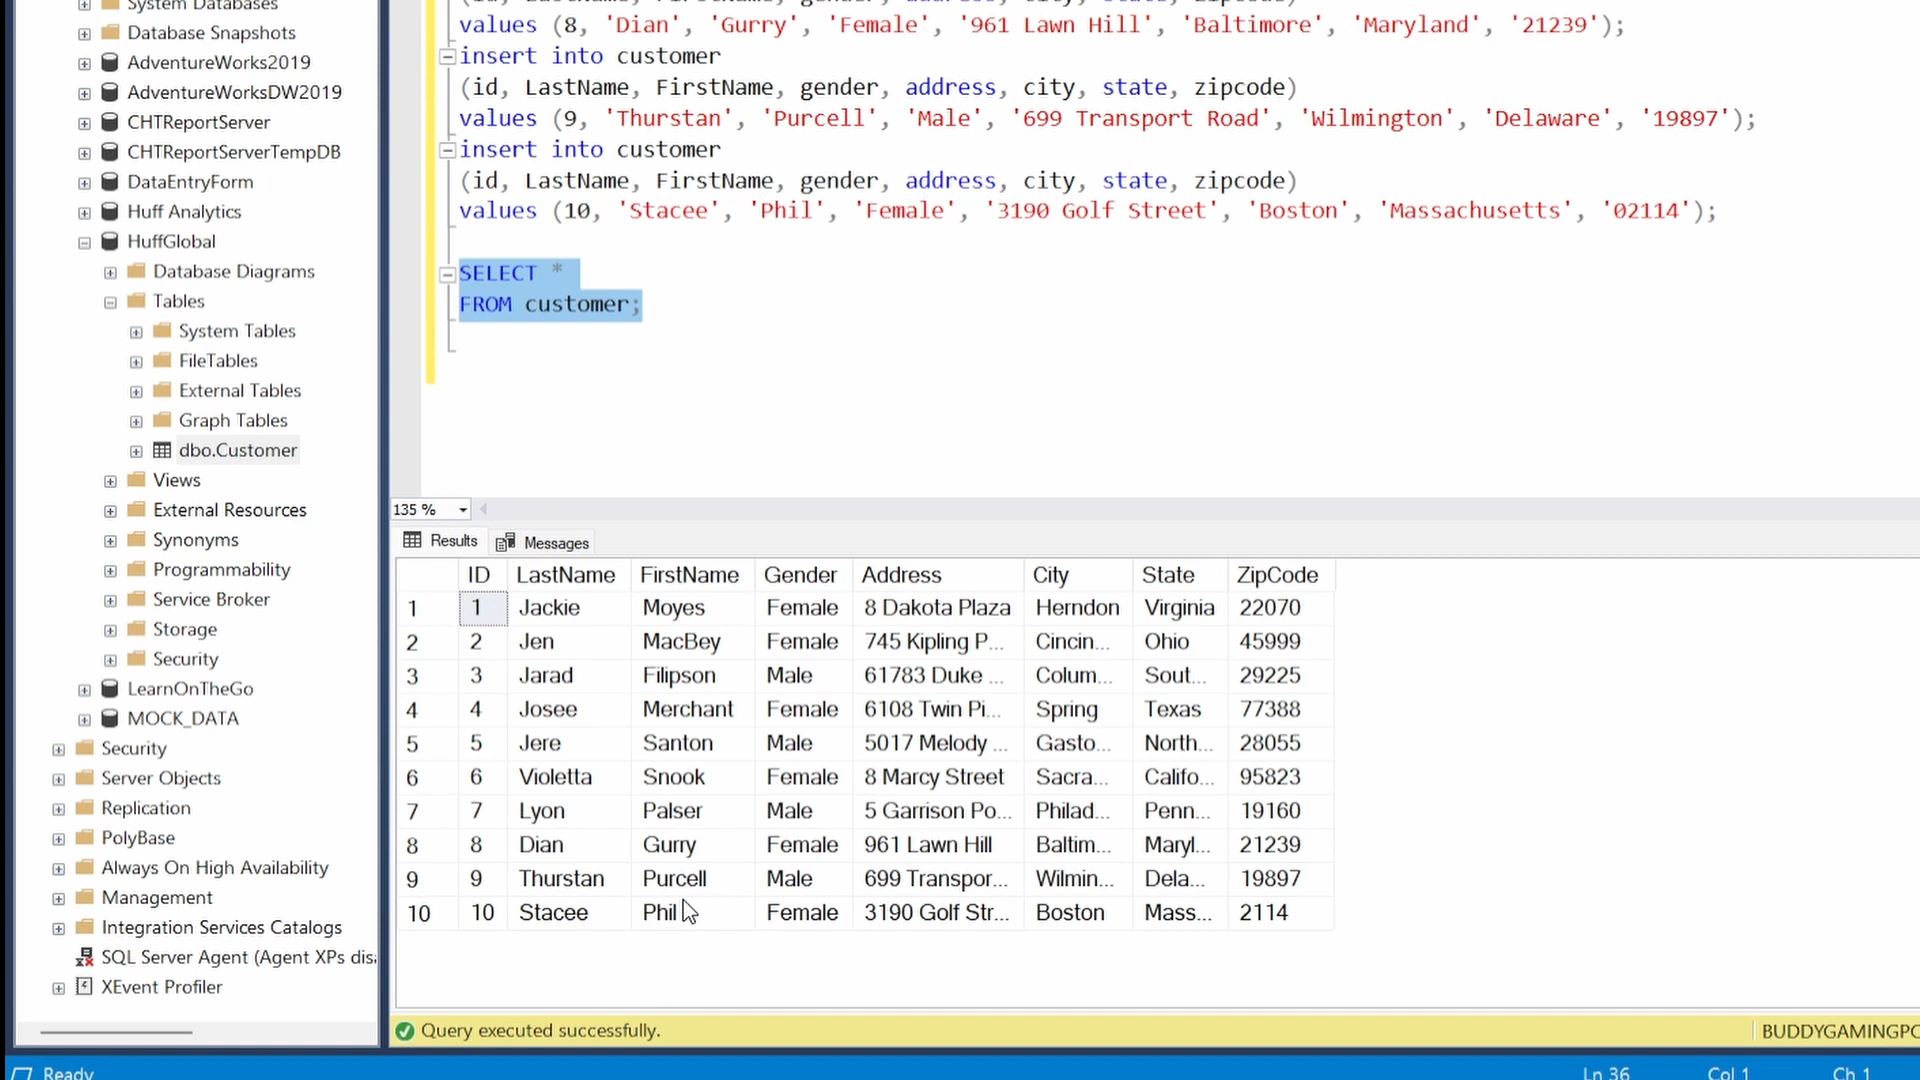 System Databases
Database Snapshots
AdventureWorks2019
AdventureWorksDW2019
CHTReportServer
CHTReportServerTempDB
DataEntryForm
Huff Analytics
HuffGlobal
Database Diagrams
Tables
System Tables
FileTables
External Tables
Graph Tables
dbo.Customer
Views
External Resources
Synonyms
Programmability
Service Broker
Storage
Security
LearnOnTheGo
MOCK_DATA
Security
Server Objects
Replication
PolyBase
Always On High Availability
Management
Integration Services Catalogs
SQL Server Agent (Agent XPs disa
XEvent Profiler
(id, LastName, FirstName, gender, address, city, state, zipcode)
values (8, 'Dian', 'Gurry', 'Female', '961 Lawn Hill', 'Baltimore', 'Maryland', '21239');
insert into customer
(id, LastName, FirstName, gender, address, city, state, zipcode)
values (9, 'Thurstan', 'Purcell', 'Male', '699 Transport Road', 'Wilmington', 'Delaware', '19897');
insert into customer
(id, LastName, FirstName, gender, address, city, state, zipcode)
values (10, 'Stacee', 'Phil', 'Female', '3190 Golf Street', 'Boston', 'Massachusetts', '02114');
SELECT *
FROM customer;
135 %
Results Messages
ID LastName FirstName Gender Address City State ZipCode
1 1 Jackie Moyes Female 8 Dakota Plaza Herndon Virginia 22070
2 2 Jen MacBey Female 745 Kipling P... Cincin... Ohio 45999
3 3 Jarad Filipson Male 61783 Duke ... Colum... Sout... 29225
4 4 Josee Merchant Female 6108 Twin Pi... Spring Texas 77388
5 5 Jere Santon Male 5017 Melody ... Gasto... North... 28055
6 6 Violetta Snook Female 8 Marcy Street Sacra... Califo... 95823
7 7 Lyon Palser Male 5 Garrison Po... Philad... Penn... 19160
8 8 Dian Gurry Female 961 Lawn Hill Baltim... Maryl... 21239
9 9 Thurstan Purcell Male 699 Transpor... Wilmin... Dela... 19897
10 10 Stacee Phil Female 3190 Golf Str... Boston Mass... 2114
Query executed successfully. BUDDYGAMINGPC
Ready Ln 36 Col 1 Ch 1